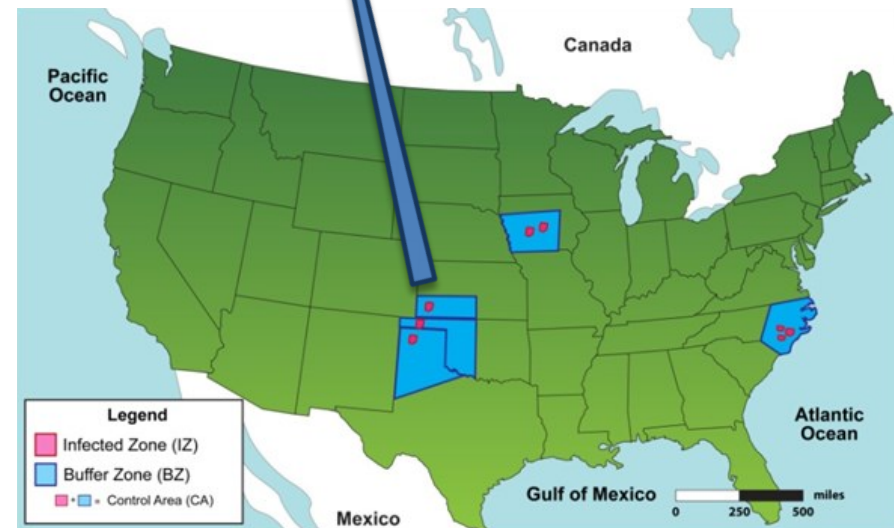 Canada
Pacific
Ocean
Legend
Infected Zone (IZ)
Buffer Zone (BZ)
+ = Control Area (CA)
Atlantic
Ocean
Gulf of Mexico
0 250 500 miles
Mexico